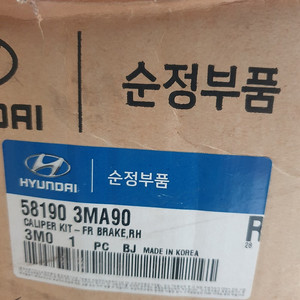 순정부품
DAI
HYUNDAI 순정부품
58190 3MA90
CALIPER KIT-FR BRAKE,RH
3M0 1 PC BJ MADE IN KOREA
R